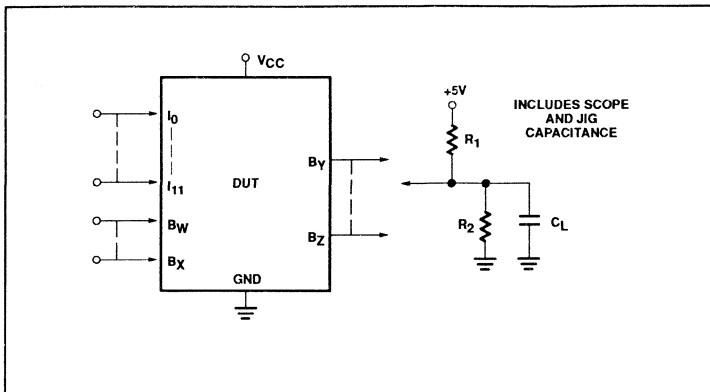 VCC
I0
I11
BW
BX
DUT
BY
BZ
GND
+5V
R1
R2
CL
INCLUDES SCOPE
AND JIG
CAPACITANCE